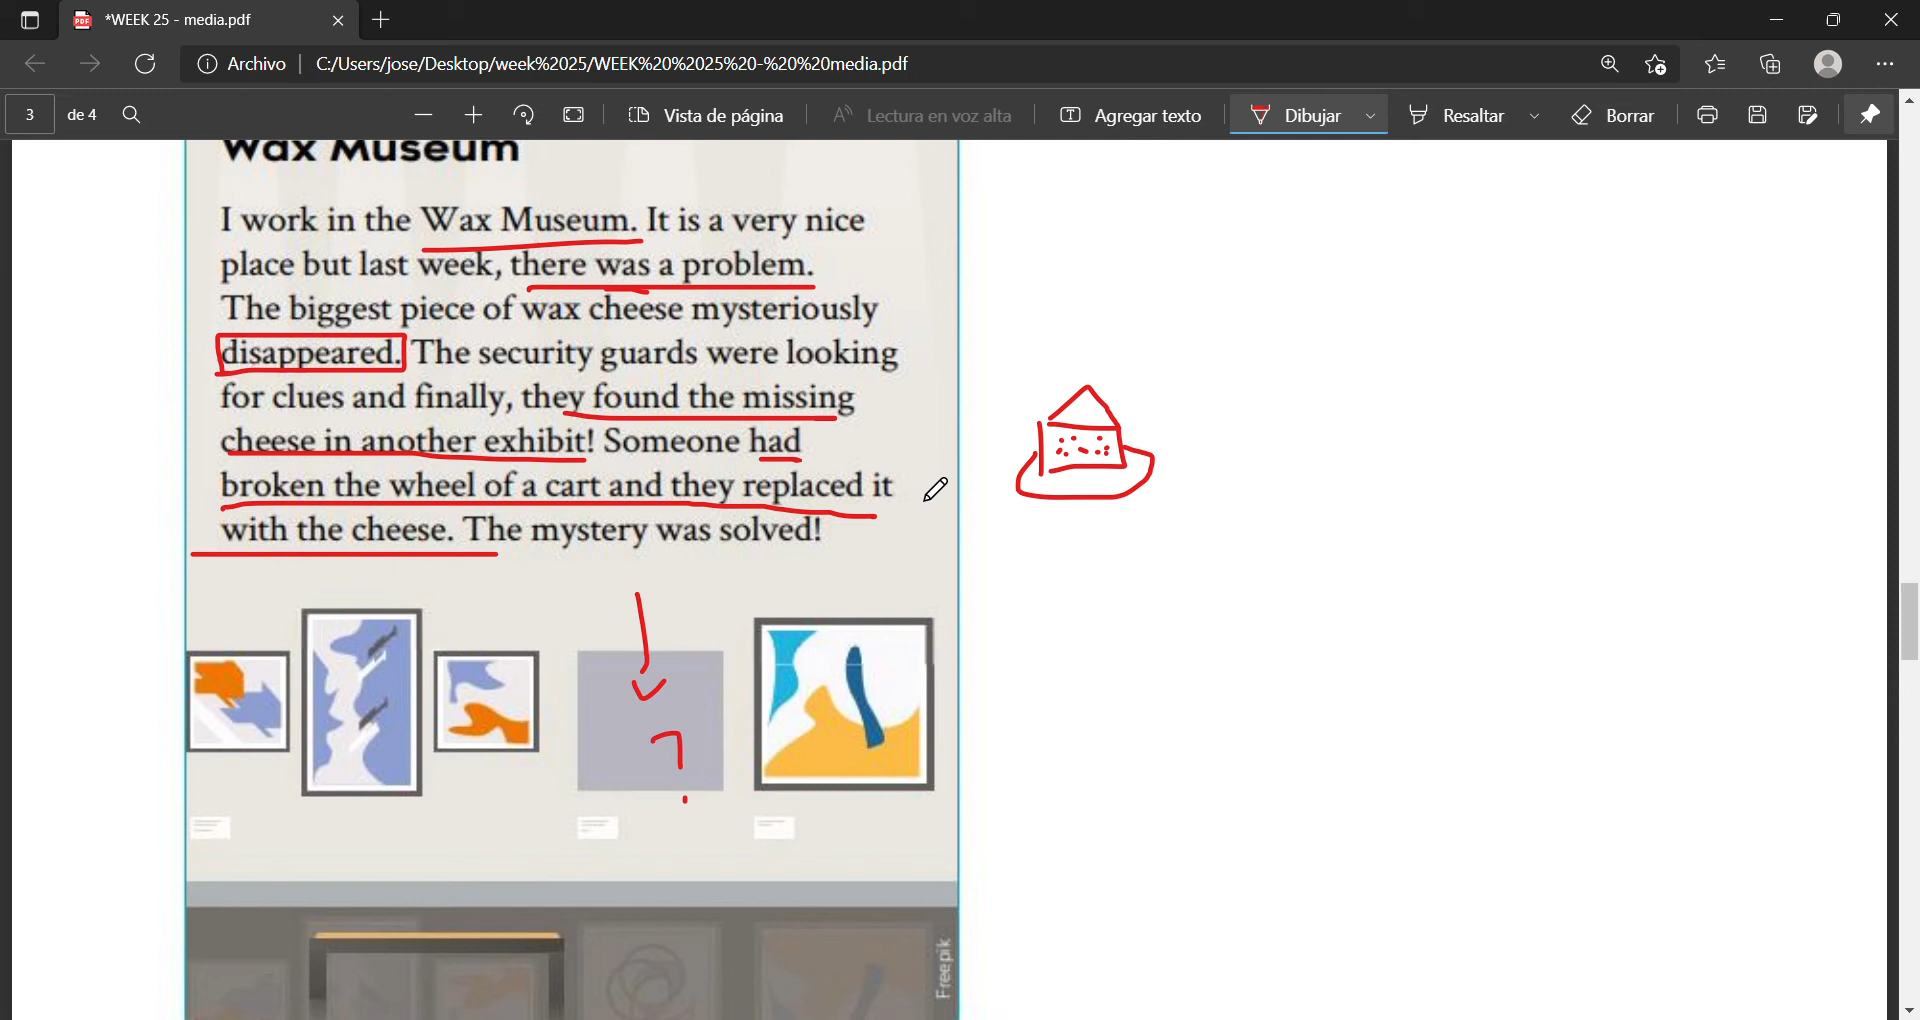 *WEEK 25 - media.pdf
Archivo
C:/Users/jose/Desktop/week%2025/WEEK%20%2025%20-%20%20media.pdf
3 de 4
Vista de página
Lectura en voz alta
Agregar texto
Dibujar
Resaltar
Borrar
Wax Museum
I work in the Wax Museum. It is a very nice
place but last week, there was a problem.
The biggest piece of wax cheese mysteriously
disappeared. The security guards were looking
for clues and finally, they found the missing
cheese in another exhibit! Someone had
broken the wheel of a cart and they replaced it
with the cheese. The mystery was solved!
?
Freepik